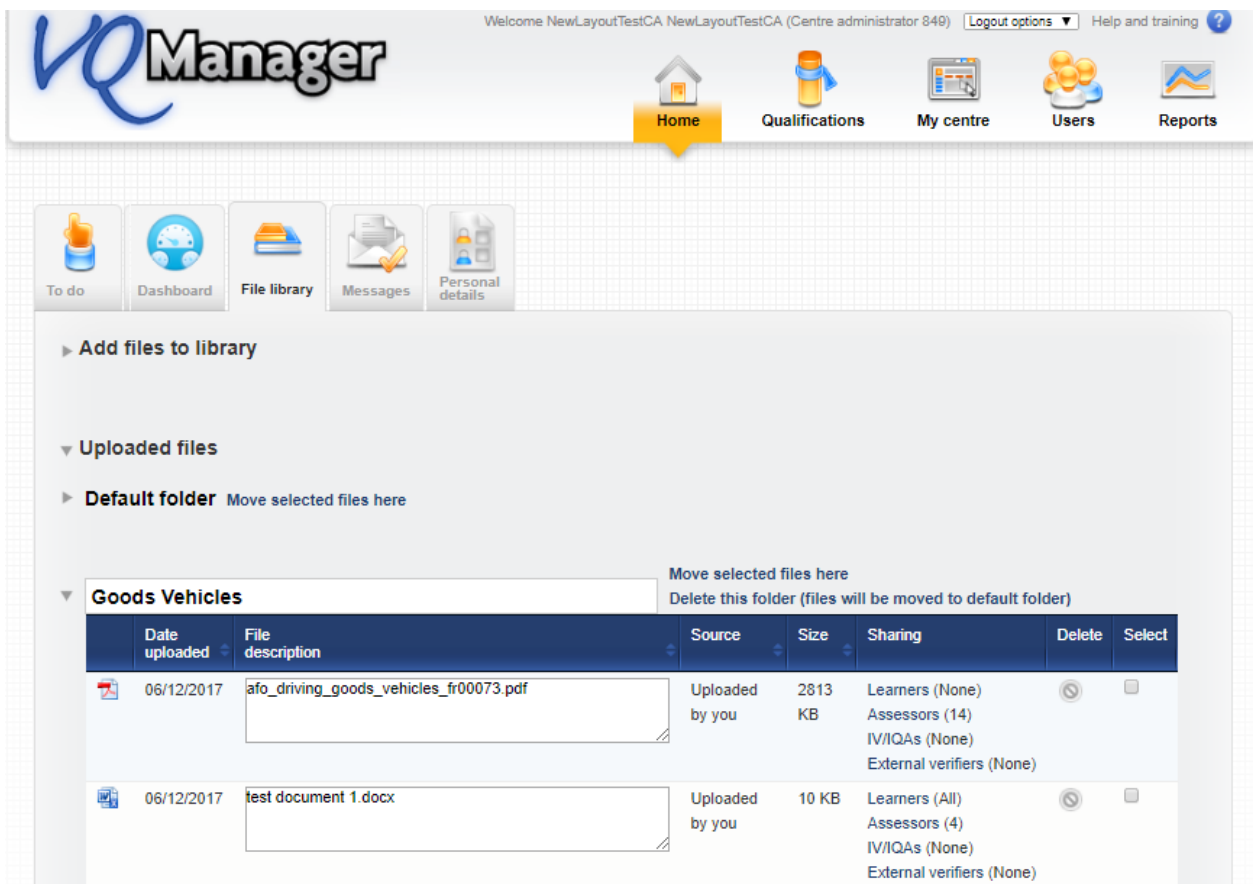 Welcome NewLayoutTestCA NewLayoutTestCA (Centre administrator 849) Logout options ▼ Help and training ?
VQManager
Home Qualifications My centre Users Reports
To do Dashboard File library Messages Personal details
Add files to library
Uploaded files
Default folder Move selected files here
Move selected files here
Goods Vehicles Delete this folder (files will be moved to default folder)
Date uploaded File description Source Size Sharing Delete Select
06/12/2017 afo_driving_goods_vehicles_fr00073.pdf Uploaded 2813 Learners (None)
by you KB Assessors (14)
IV/IQAs (None)
External verifiers (None)
06/12/2017 test document 1.docx Uploaded 10 KB Learners (All)
by you Assessors (4)
IV/IQAs (None)
External verifiers (None)